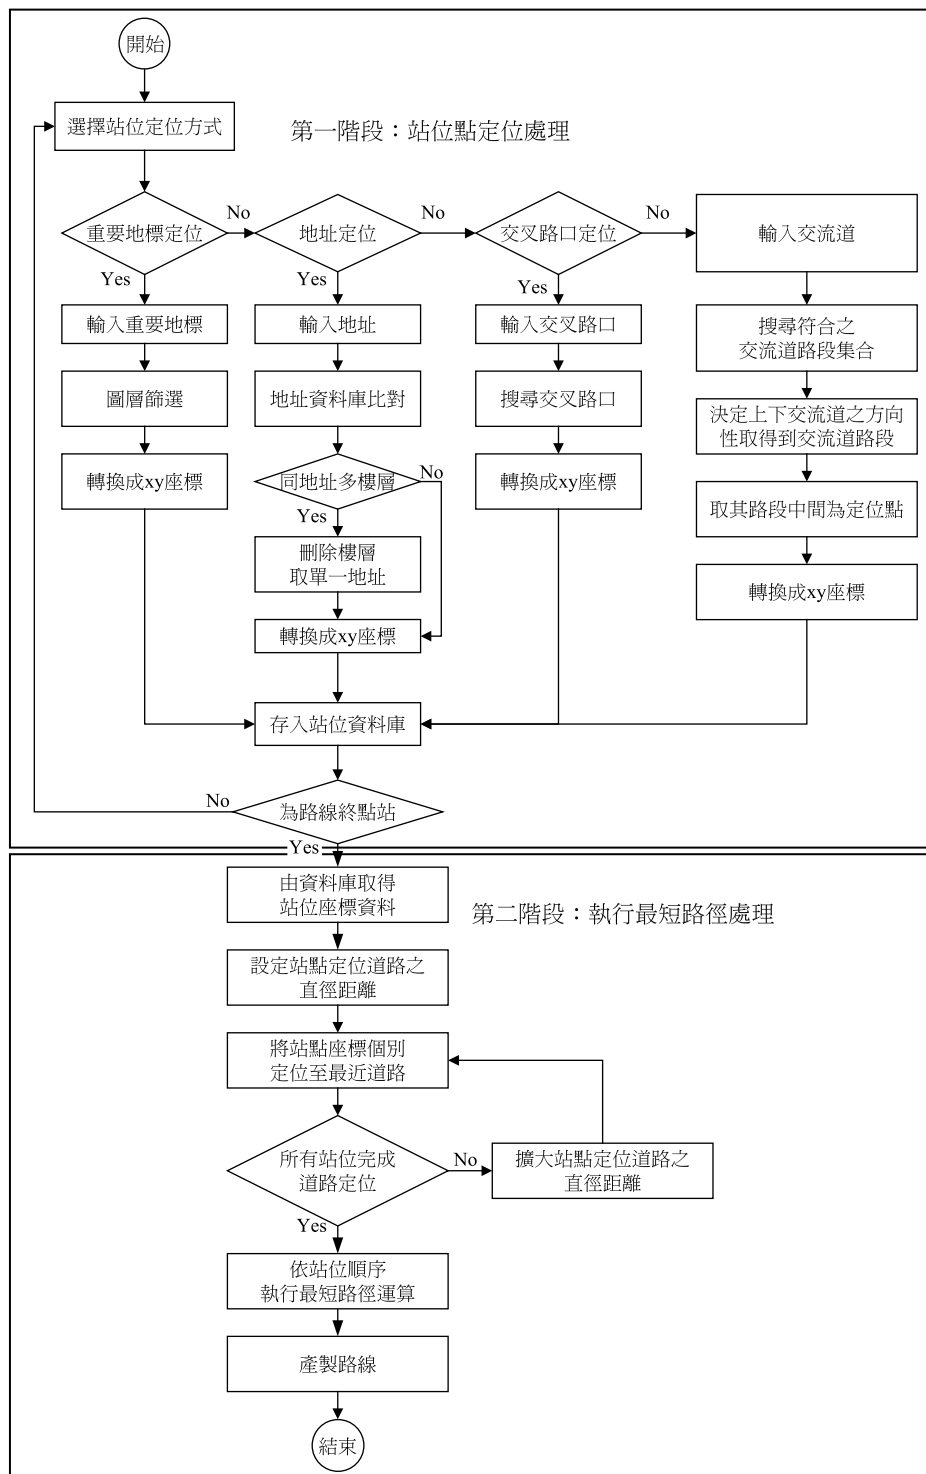 開始
選擇站位定位方式
第一階段：站位點定位處理
重要地標定位
No
地址定位
No
交叉路口定位
No
輸入交流道
Yes
Yes
Yes
輸入重要地標
輸入地址
輸入交叉路口
搜尋符合之
交流道路段集合
圖層篩選
地址資料庫比對
搜尋交叉路口
決定上下交流道之方向
性取得到交流道路段
轉換成xy座標
同地址多樓層
No
轉換成xy座標
取其路段中間為定位點
Yes
刪除樓層
取單一地址
轉換成xy座標
轉換成xy座標
存入站位資料庫
No
為路線終點站
Yes
由資料庫取得
站位座標資料
第二階段：執行最短路徑處理
設定站點定位道路之
直徑距離
將站點座標個別
定位至最近道路
所有站位完成
道路定位
No
擴大站點定位道路之
直徑距離
Yes
依站位順序
執行最短路徑運算
產製路線
結束